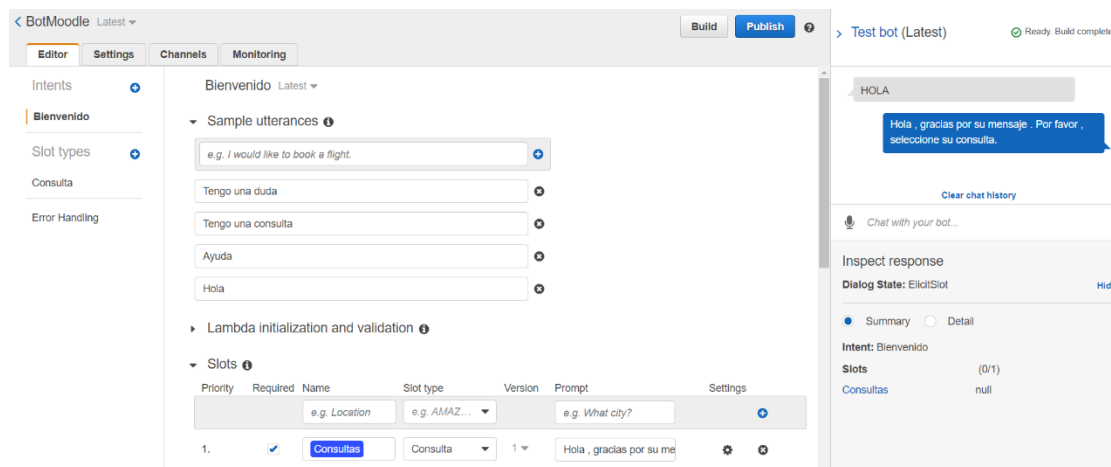 BotMoodle Latest
Build Publish
Editor Settings Channels Monitoring
Intents
Bienvenido
Slot types
Consulta
Error Handling
Bienvenido Latest
Sample utterances
e.g. I would like to book a flight.
Tengo una duda
Tengo una consulta
Ayuda
Hola
Lambda initialization and validation
Slots
Priority Required Name Slot type Version Prompt Settings
e.g. Location e.g. AMAZ... e.g. What city?
1. Consultas Consulta 1 Hola , gracias por su me
Test bot (Latest) Ready. Build complete
HOLA
Hola , gracias por su mensaje . Por favor ,
seleccione su consulta.
Clear chat history
Chat with your bot...
Inspect response
Dialog State: ElicitSlot Hid
Summary Detail
Intent: Bienvenido
Slots (0/1)
Consultas null